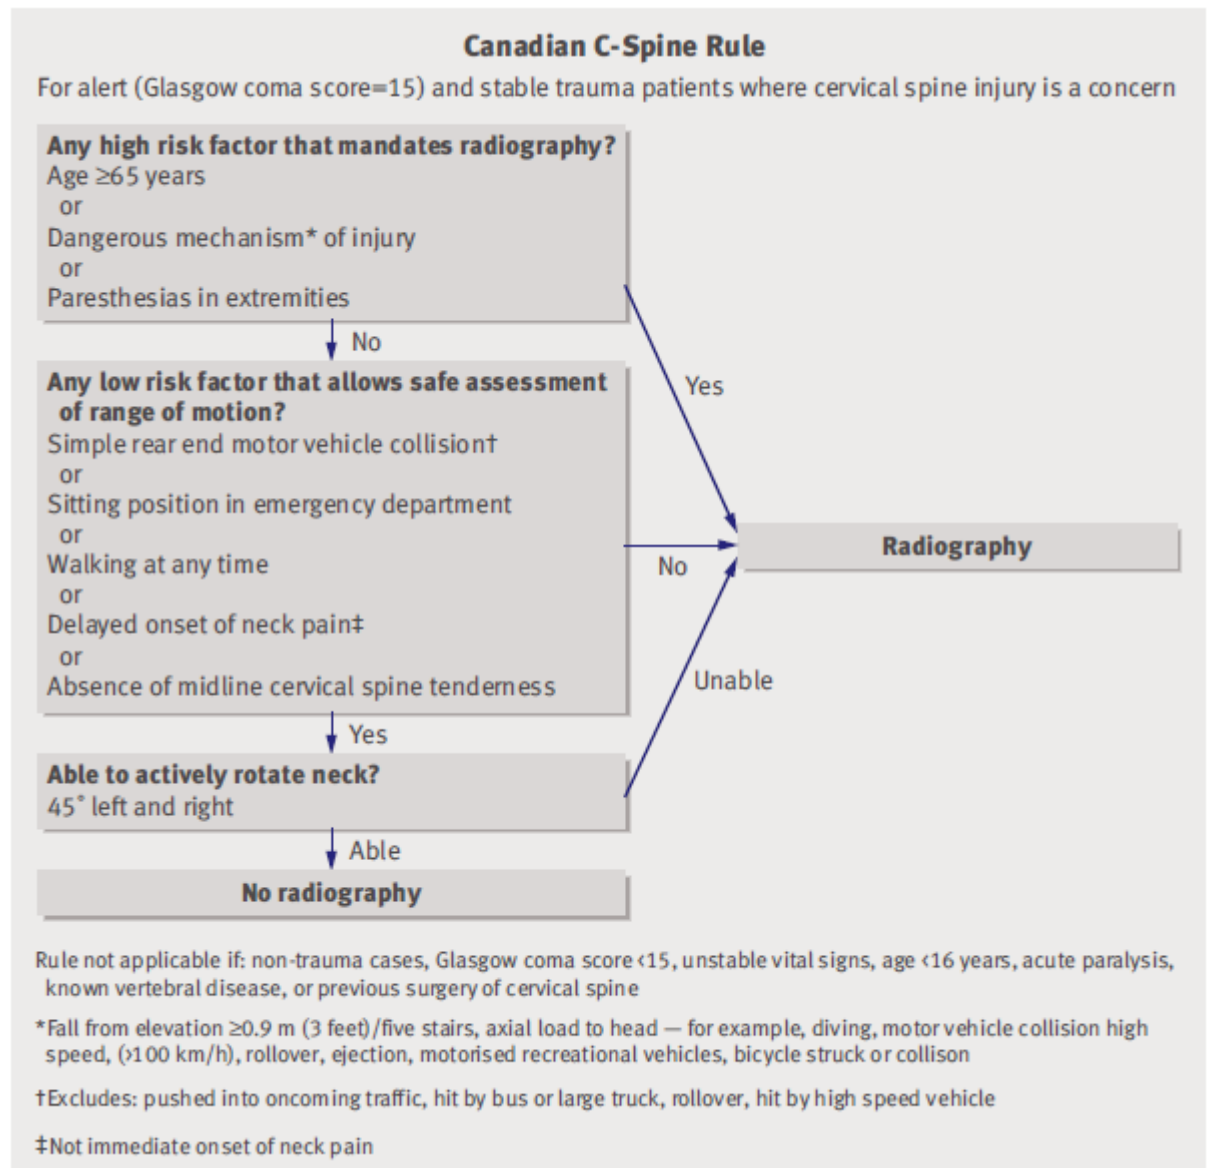 Canadian C-Spine Rule
For alert (Glasgow coma score=15) and stable trauma patients where cervical spine injury is a concern
Any high risk factor that mandates radiography?
Age ≥65 years
or
Dangerous mechanism* of injury
or
Paresthesias in extremities
No
Yes
Any low risk factor that allows safe assessment
of range of motion?
Simple rear end motor vehicle collision†
or
Sitting position in emergency department
or
Walking at any time
or
Delayed onset of neck pain‡
or
Absence of midline cervical spine tenderness
No
Radiography
Unable
Yes
Able to actively rotate neck?
45˚ left and right
Able
No radiography
Rule not applicable if: non-trauma cases, Glasgow coma score <15, unstable vital signs, age <16 years, acute paralysis,
known vertebral disease, or previous surgery of cervical spine
*Fall from elevation ≥0.9 m (3 feet)/five stairs, axial load to head — for example, diving, motor vehicle collision high
speed, (>100 km/h), rollover, ejection, motorised recreational vehicles, bicycle struck or collison
†Excludes: pushed into oncoming traffic, hit by bus or large truck, rollover, hit by high speed vehicle
‡Not immediate onset of neck pain